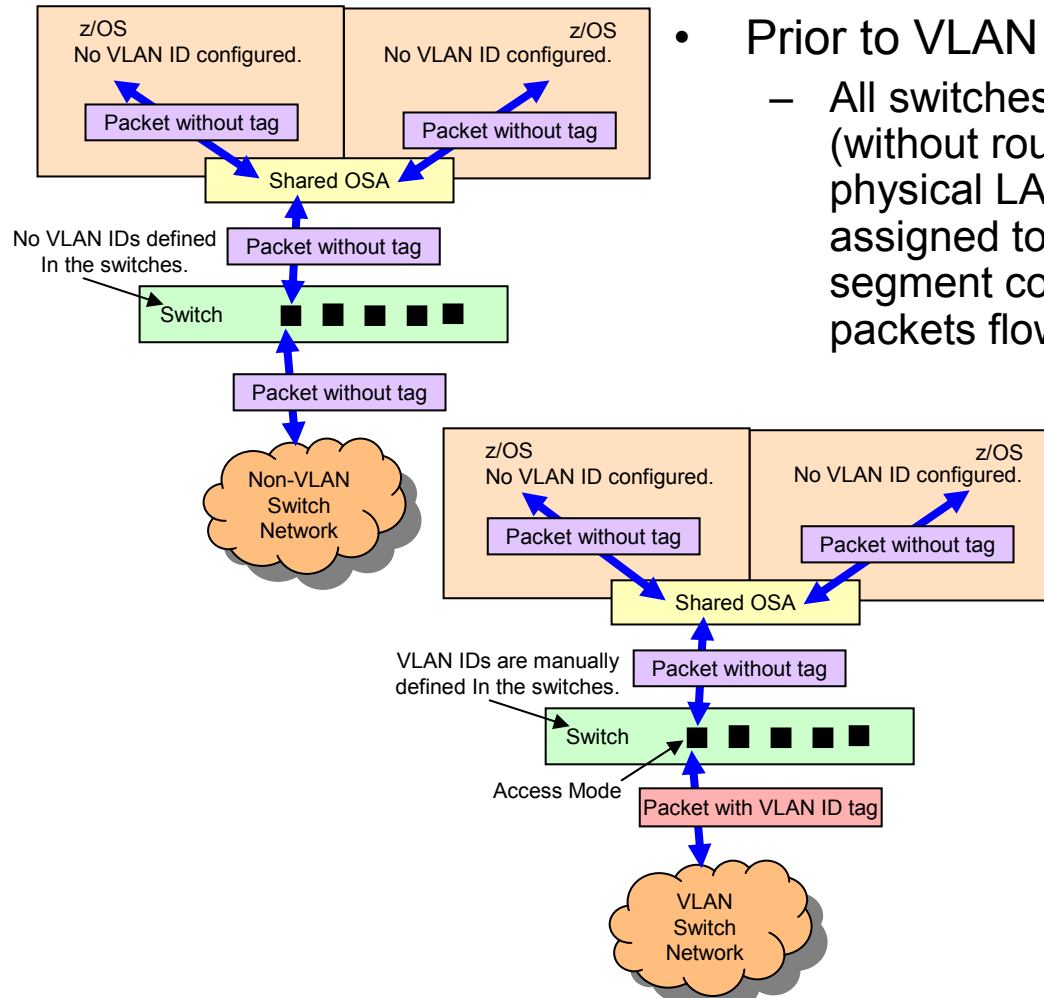 z/OS
No VLAN ID configured.
z/OS
No VLAN ID configured.
Packet without tag
Packet without tag
Shared OSA
No VLAN IDs defined
In the switches.
Packet without tag
Switch
Packet without tag
Non-VLAN
Switch
Network
• Prior to VLAN
– All switches
(without rou
physical LA
assigned to
segment co
packets flow
z/OS
No VLAN ID configured.
z/OS
No VLAN ID configured.
Packet without tag
Packet without tag
Shared OSA
VLAN IDs are manually
defined In the switches.
Packet without tag
Switch
Access Mode
Packet with VLAN ID tag
VLAN
Switch
Network